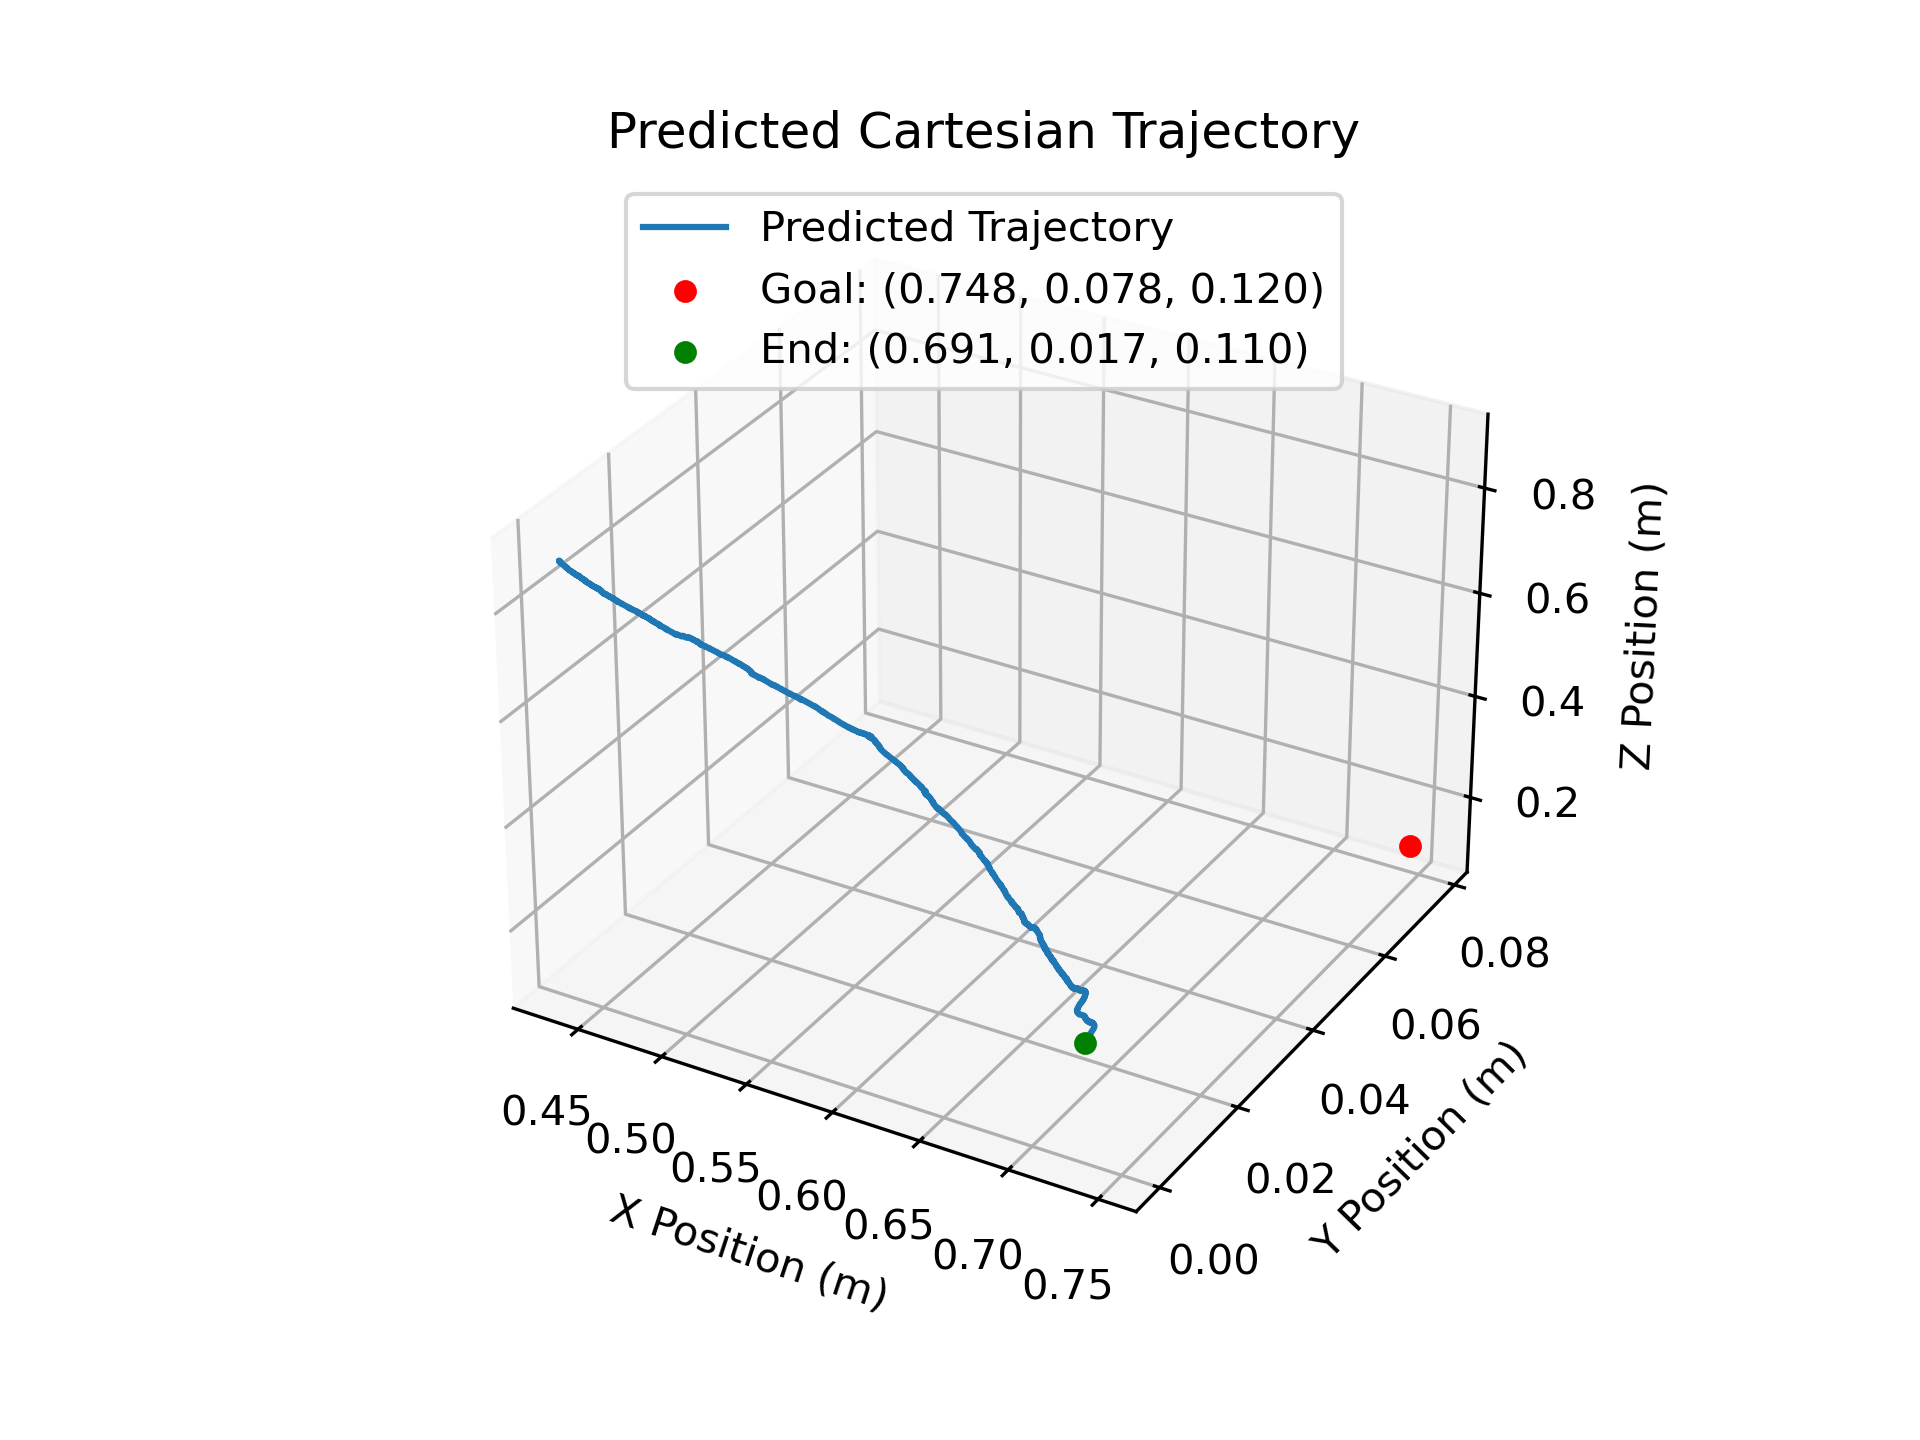 Predicted Cartesian Trajectory
Predicted Trajectory
Goal: (0.748, 0.078, 0.120)
End: (0.691, 0.017, 0.110)
0.8
0.6
0.4
0.2
Z Position (m)
0.08
0.06
0.04
0.02
0.00
Y Position (m)
0.45
0.50
0.55
0.60
0.65
0.70
0.75
X Position (m)